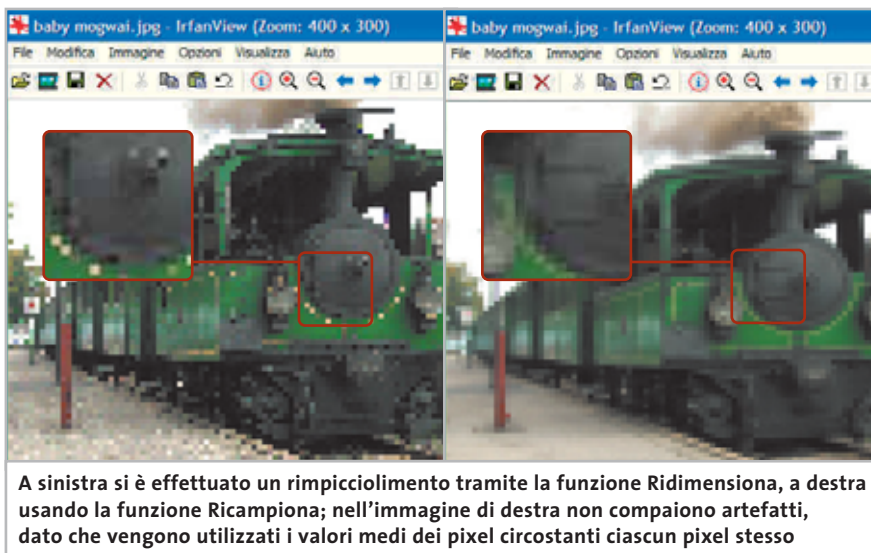 baby mogwai.jpg - IrfanView (Zoom: 400 x 300)
File Modifica Immagine Opzioni Visualizza Aiuto
baby mogwai.jpg - IrfanView (Zoom: 400 x 300)
File Modifica Immagine Opzioni Visualizza Aiuto
A sinistra si è effettuato un rimpicciolimento tramite la funzione Ridimensiona, a destra
usando la funzione Ricampiona; nell’immagine di destra non compaiono artefatti,
dato che vengono utilizzati i valori medi dei pixel circostanti ciascun pixel stesso